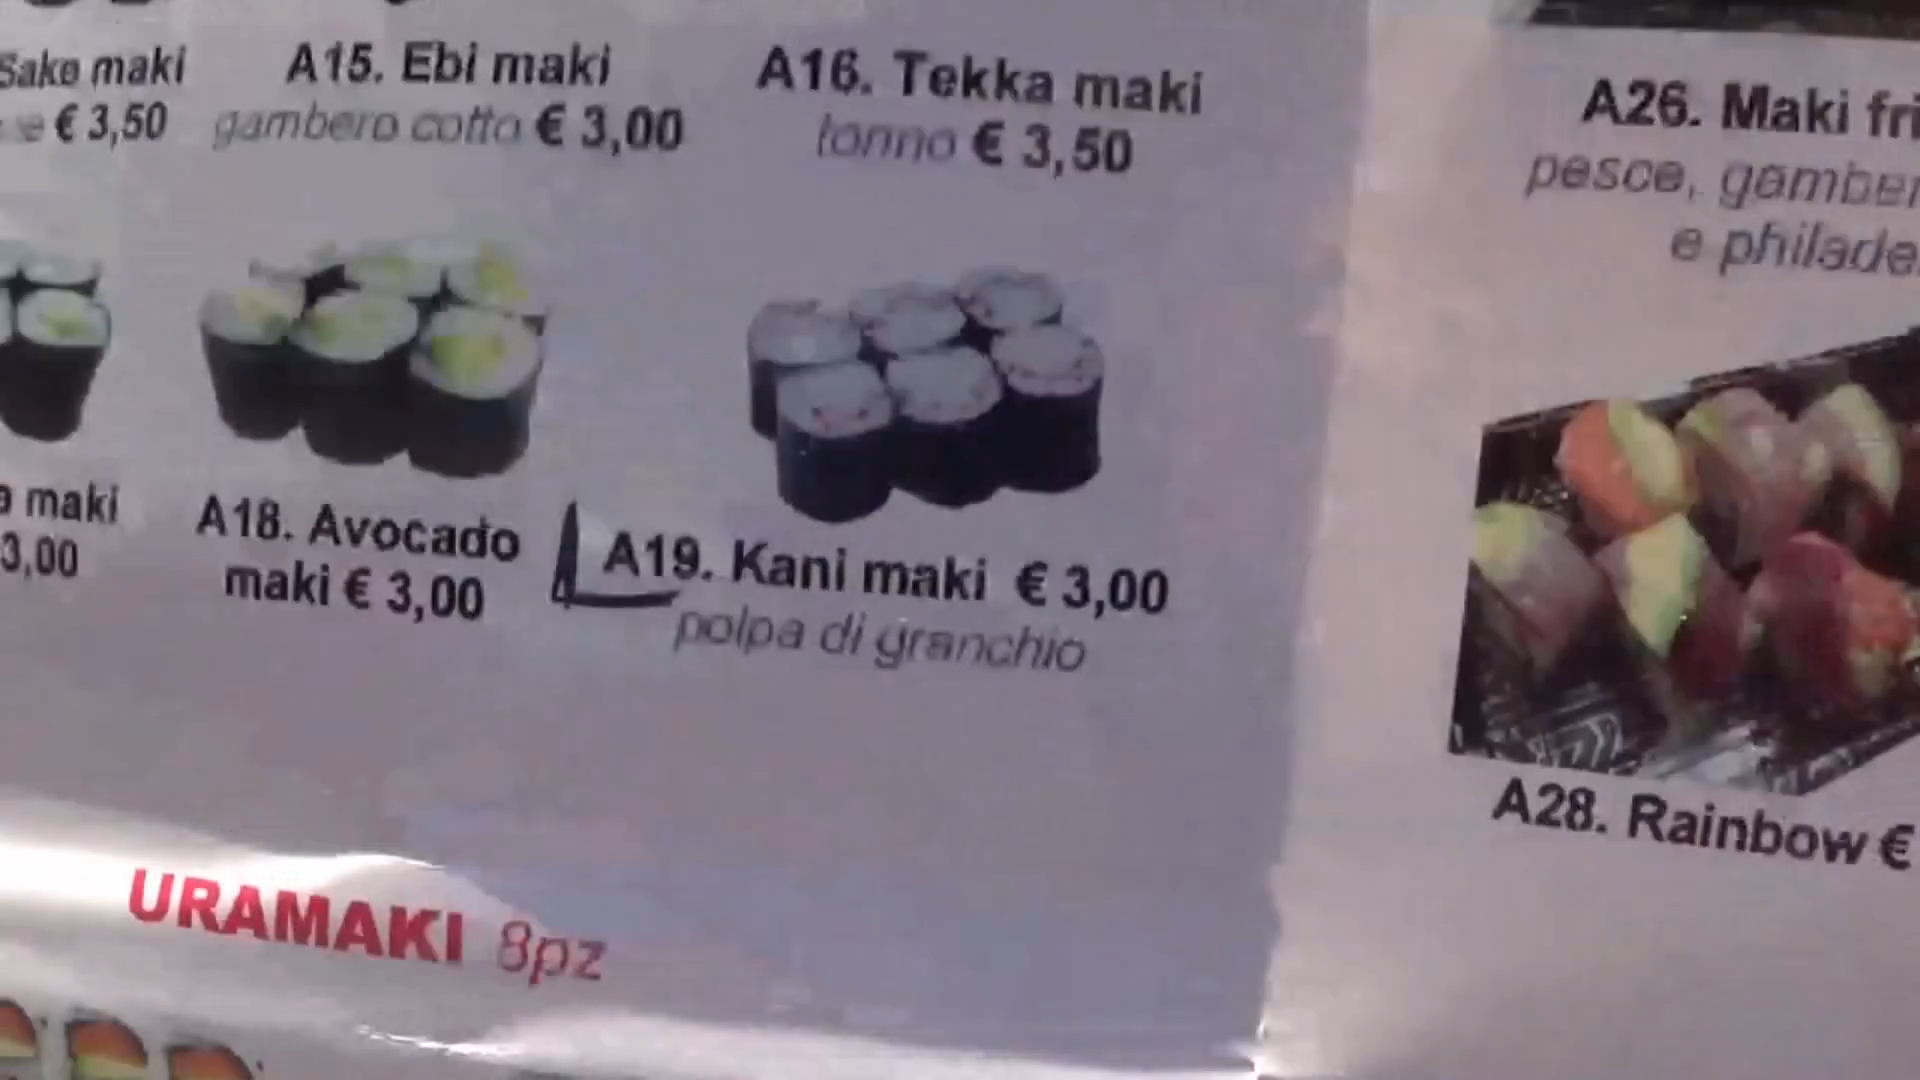 Sake maki
€ 3,50
A15. Ebi maki
gambero cotto € 3,00
A16. Tekka maki
tonno € 3,50
A26. Maki fri
pesce, gamber
e philade
maki
3,00
A18. Avocado
maki € 3,00
A19. Kani maki € 3,00
polpa di granchio
A28. Rainbow €
URAMAKI 8pz